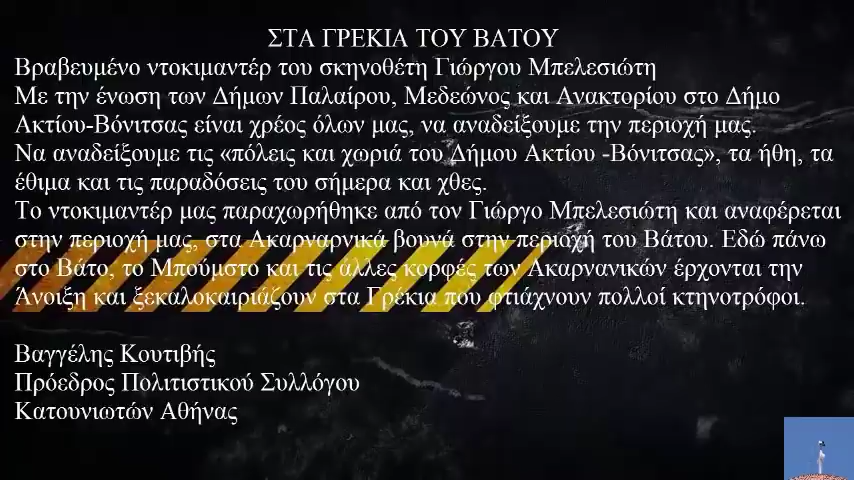 ΣΤΑ ΓΡΕΚΙΑ ΤΟΥ ΒΑΤΟΥ
Βραβευμένο ντοκιμαντέρ του σκηνοθέτη Γιώργου Μπελεσιώτη
Με την ένωση των Δήμων Παλαίρου, Μεδεώνος και Ανακτορίου στο Δήμο
Ακτίου-Βόνιτσας είναι χρέος όλων μας, να αναδείξουμε την περιοχή μας.
Να αναδείξουμε τις «πόλεις και χωριά του Δήμου Ακτίου -Βόνιτσας», τα ήθη, τα
έθιμα και τις παραδόσεις του σήμερα και χθες.
Το ντοκιμαντέρ μας παραχωρήθηκε από τον Γιώργο Μπελεσιώτη και αναφέρεται
στην περιοχή μας, στα Ακαρναρνικά βουνά στην περιοχή του Βάτου. Εδώ πάνω
στο Βάτο, το Μπούμστο και τις άλλες κορφές των Ακαρνανικών έρχονται την
Άνοιξη και ξεκαλοκαιριάζουν στα Γρέκια που φτιάχνουν πολλοί κτηνοτρόφοι.
Βαγγέλης Κουτιβής
Πρόεδρος Πολιτιστικού Συλλόγου
Κατουνιωτών Αθήνας